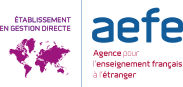 ÉTABLISSEMENT
EN GESTION DIRECTE
aefe
Agence pour
l'enseignement français
à l'étranger